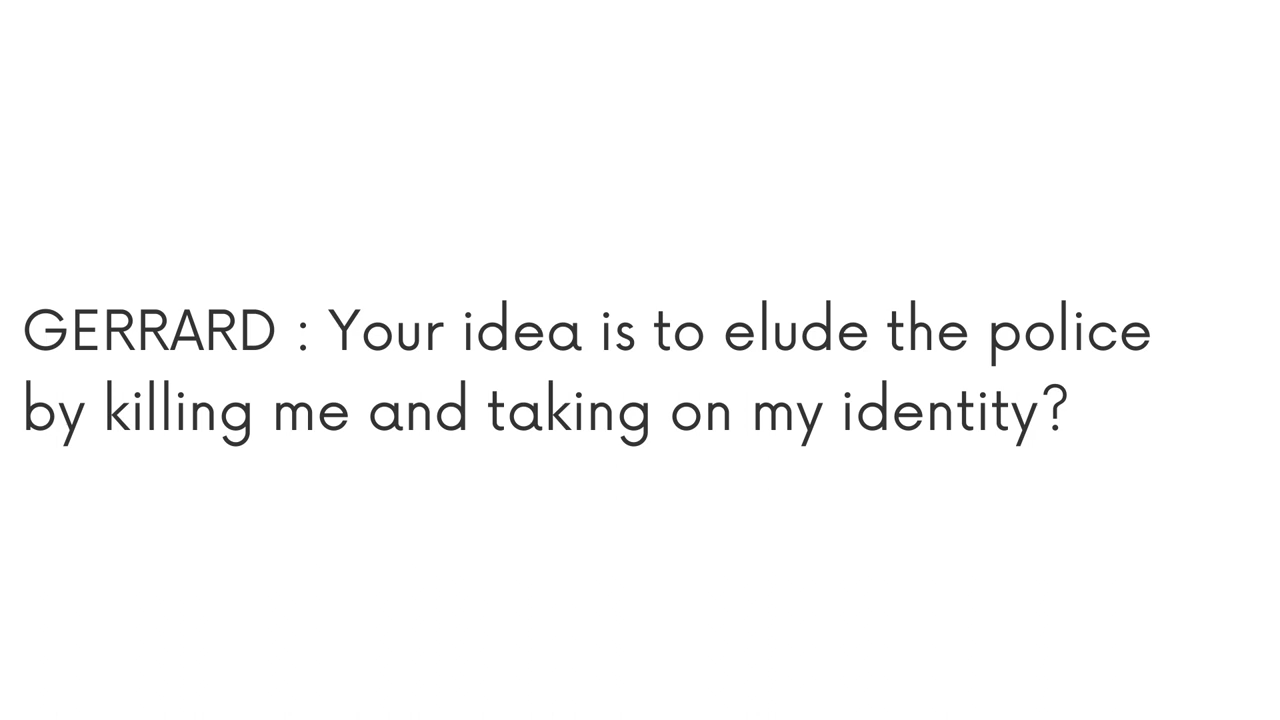 GERRARD : Your idea is to elude the police
by killing me and taking on my identity?